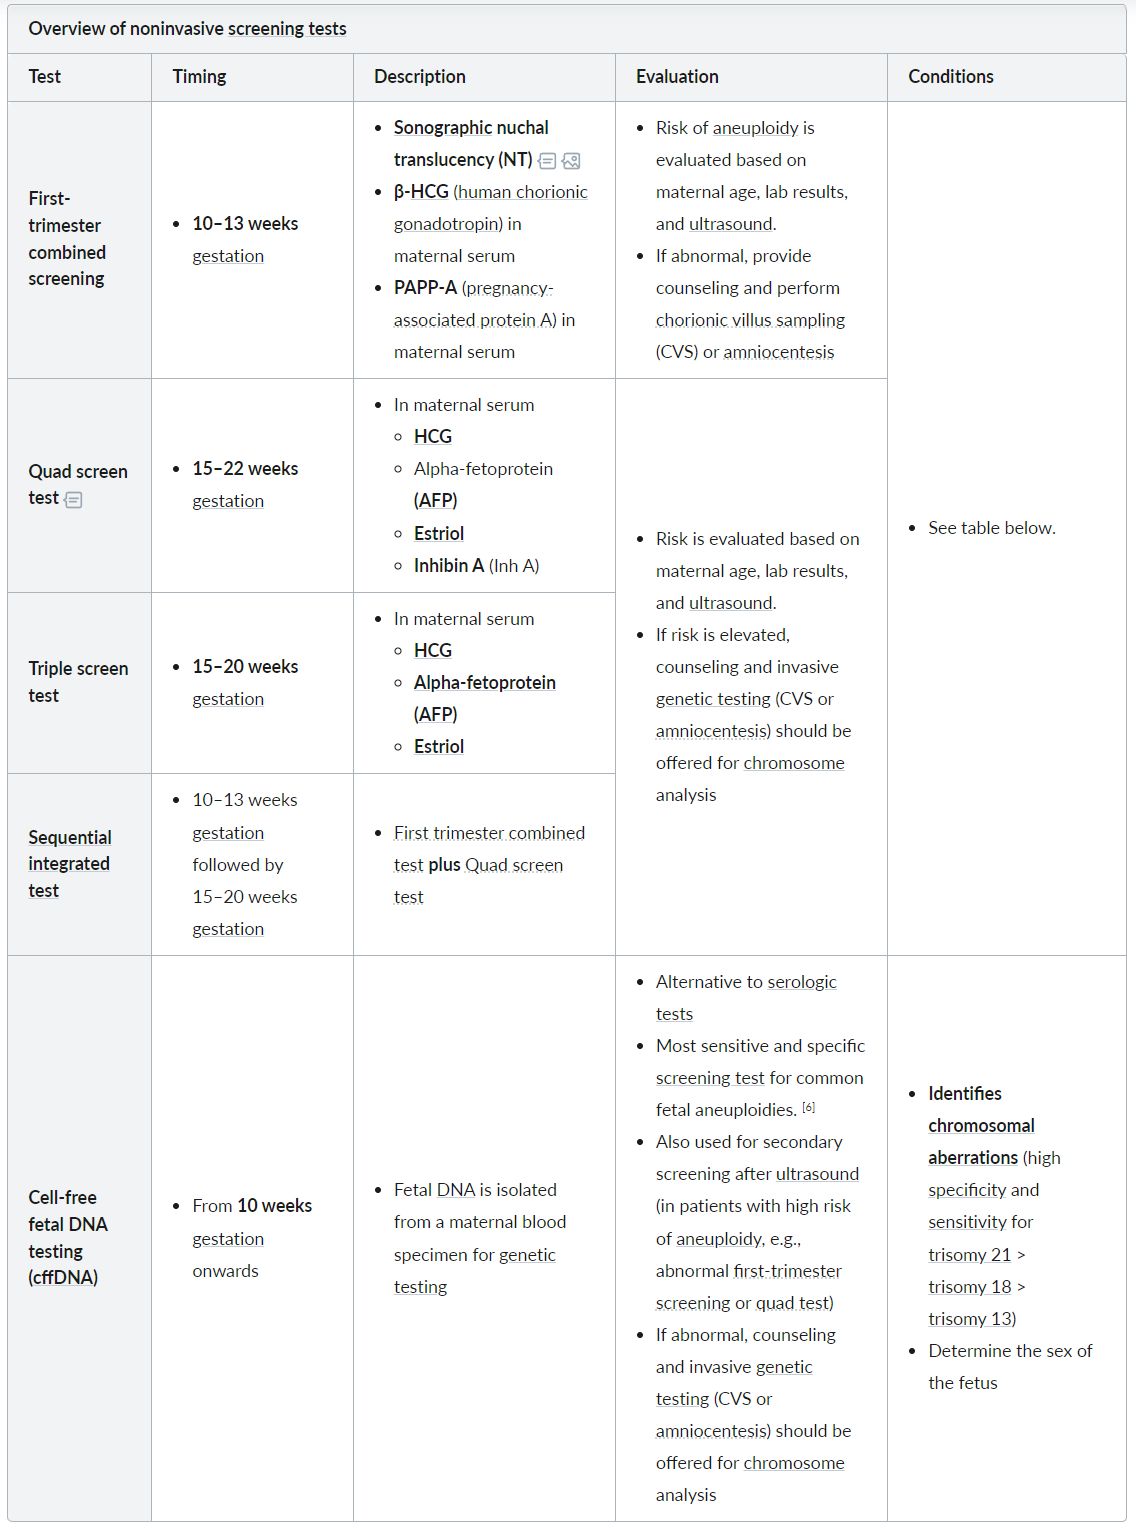 Overview of noninvasive screening tests
Test
Timing
Description
Evaluation
Conditions
First-
trimester
combined
screening
• 10–13 weeks
gestation
• Sonographic nuchal
translucency (NT)
• β-HCG (human chorionic
gonadotropin) in
maternal serum
• PAPP-A (pregnancy-
associated protein A) in
maternal serum
• Risk of aneuploidy is
evaluated based on
maternal age, lab results,
and ultrasound.
• If abnormal, provide
counseling and perform
chorionic villus sampling
(CVS) or amniocentesis
• See table below.
Quad screen
test
• 15–22 weeks
gestation
• In maternal serum
◦ HCG
◦ Alpha-fetoprotein
(AFP)
◦ Estriol
◦ Inhibin A (Inh A)
• Risk is evaluated based on
maternal age, lab results,
and ultrasound.
• If risk is elevated,
counseling and invasive
genetic testing (CVS or
amniocentesis) should be
offered for chromosome
analysis
Triple screen
test
• 15–20 weeks
gestation
• In maternal serum
◦ HCG
◦ Alpha-fetoprotein
(AFP)
◦ Estriol
Sequential
integrated
test
• 10–13 weeks
gestation
followed by
15–20 weeks
gestation
• First trimester combined
test plus Quad screen
test
Cell-free
fetal DNA
testing
(cffDNA)
• From 10 weeks
gestation
onwards
• Fetal DNA is isolated
from a maternal blood
specimen for genetic
testing
• Alternative to serologic
tests
• Most sensitive and specific
screening test for common
fetal aneuploidies. [6]
• Also used for secondary
screening after ultrasound
(in patients with high risk
of aneuploidy, e.g.,
abnormal first-trimester
screening or quad test)
• If abnormal, counseling
and invasive genetic
testing (CVS or
amniocentesis) should be
offered for chromosome
analysis
• Identifies
chromosomal
aberrations (high
specificity and
sensitivity for
trisomy 21 >
trisomy 18 >
trisomy 13)
• Determine the sex of
the fetus